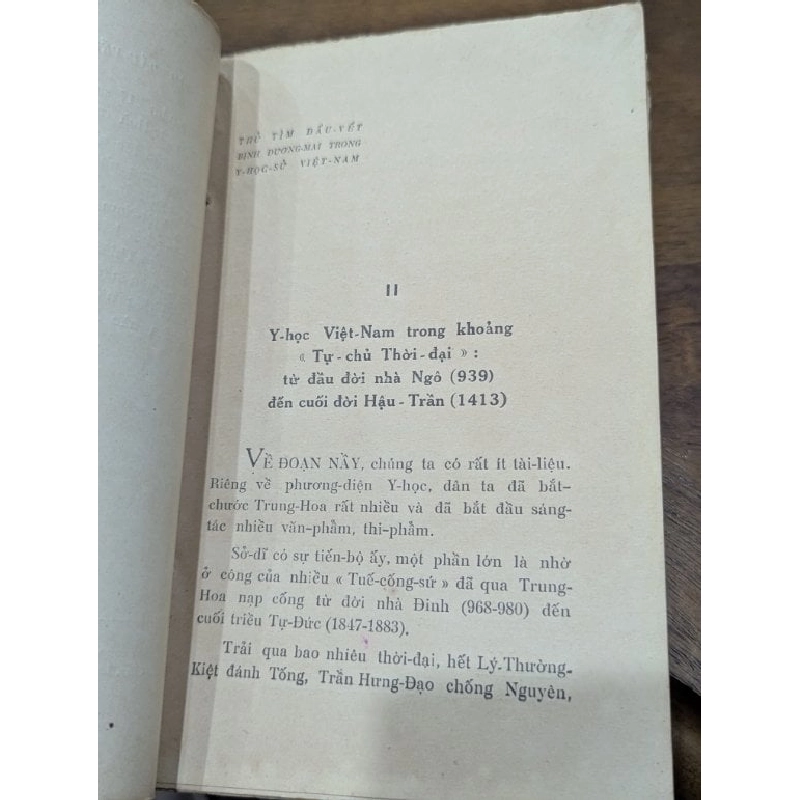 THỬ TÌM DẤU-VẾT
BỊNH DƯƠNG-MAI TRONG
Y-HỌC-SỬ VIỆT-NAM
II
Y-học Việt-Nam trong khoảng
« Tự-chủ Thời-đại » :
từ đầu đời nhà Ngô (939)
đến cuối đời Hậu-Trần (1413)
VỀ ĐOẠN NẦY, chúng ta có rất ít tài-liệu.
Riêng về phương-diện Y-học, dân ta đã bắt-
chước Trung-Hoa rất nhiều và đã bắt đầu sáng-
tác nhiều văn-phẩm, thi-phẩm.
Sở-dĩ có sự tiến-bộ ấy, một phần lớn là nhờ
ở công của nhiều « Tuế-cống-sứ » đã qua Trung-
Hoa nạp cống từ đời nhà Đinh (968-980) đến
cuối triều Tự-Đức (1847-1883).
Trải qua bao nhiêu thời-đại, hết Lý.Thường-
Kiệt đánh Tống, Trần Hưng-Đạo chống Nguyên,